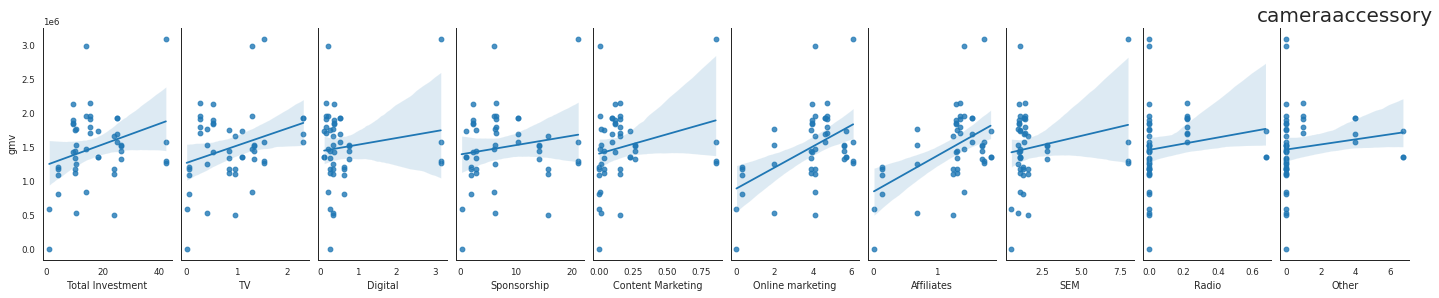 cameraaccessory
1e6
gmv
3.0
2.5
2.0
1.5
1.0
0.5
0.0
0 20 40 0 1 2 0 1 2 3 0 10 20 0.00 0.25 0.50 0.75 0 2 4 6 0 1 2.5 5.0 7.5 0.0 0.2 0.4 0.6 0 2 4 6
Total Investment TV Digital Sponsorship Content Marketing Online marketing Affiliates SEM Radio Other